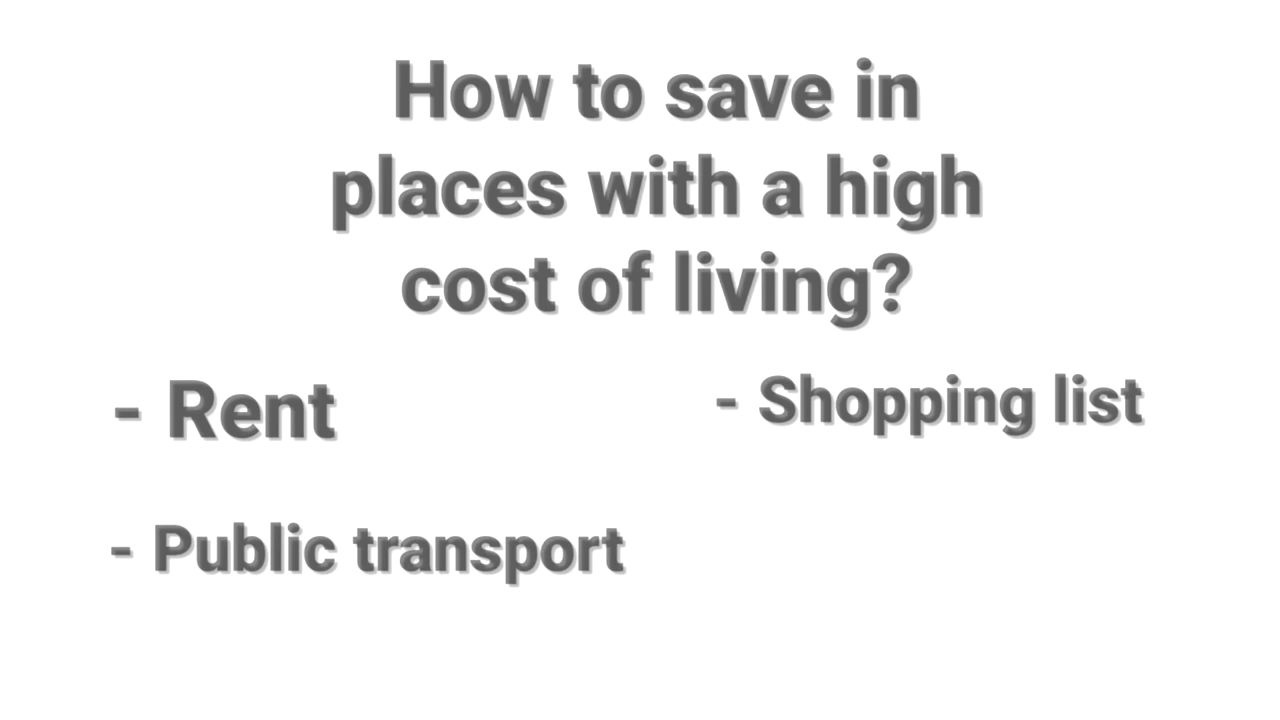 How to save in
places with a high
cost of living?
- Rent
- Shopping list
- Public transport